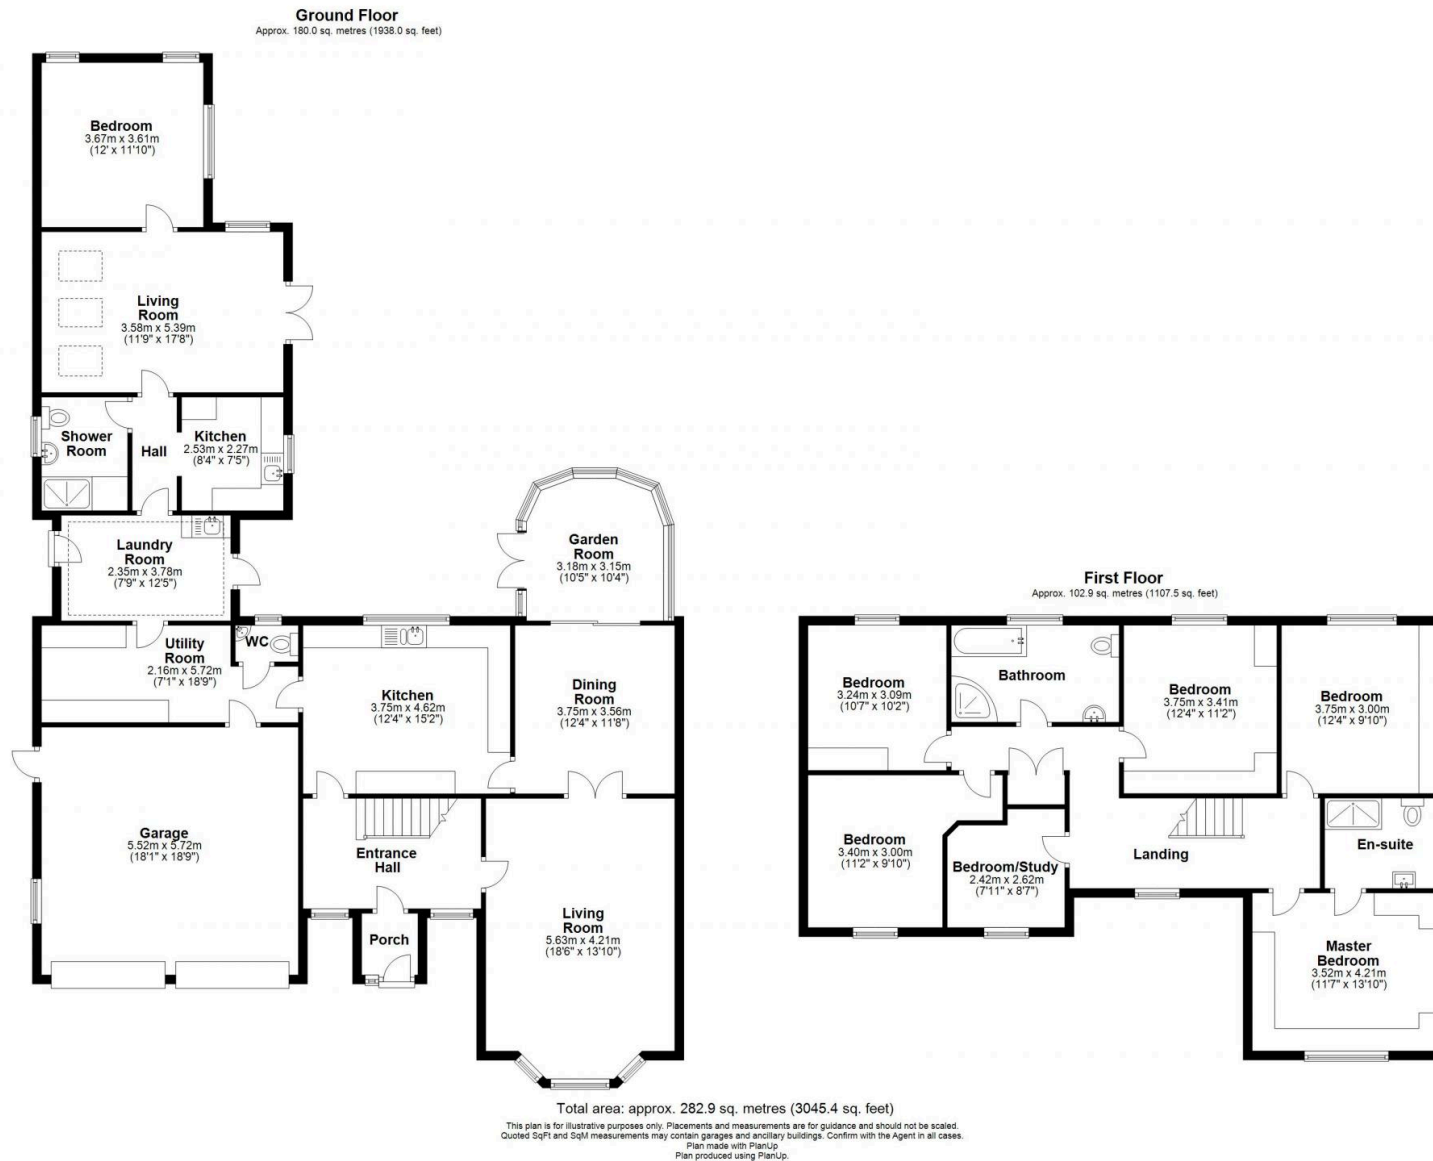 Ground Floor
Approx. 180.0 sq. metres (1938.0 sq. feet)
Bedroom
3.67m x 3.61m
(12' x 11'10")
Living
Room
3.58m x 5.39m
(11'9" x 17'8")
Shower
Room
Hall
Kitchen
2.53m x 2.27m
(8'4" x 7'5")
Laundry
Room
2.35m x 3.78m
(7'9" x 12'5")
Garden
Room
3.18m x 3.15m
(10'5" x 10'4")
Utility
Room
2.16m x 5.72m
(7'1" x 18'9")
WC
Kitchen
3.75m x 4.62m
(12'4" x 15'2")
Dining
Room
3.75m x 3.56m
(12'4" x 11'8")
Garage
5.52m x 5.72m
(18'1" x 18'9")
Entrance
Hall
Porch
Living
Room
5.63m x 4.21m
(18'6" x 13'10")
First Floor
Approx. 102.9 sq. metres (1107.5 sq. feet)
Bedroom
3.24m x 3.09m
(10'7" x 10'2")
Bathroom
Bedroom
3.75m x 3.41m
(12'4" x 11'2")
Bedroom
3.75m x 3.00m
(12'4" x 9'10")
Bedroom
3.40m x 3.00m
(11'2" x 9'10")
Bedroom/Study
2.42m x 2.62m
(7'11" x 8'7")
Landing
En-suite
Master
Bedroom
3.52m x 4.21m
(11'7" x 13'10")
Total area: approx. 282.9 sq. metres (3045.4 sq. feet)
This plan is for illustrative purposes only. Placements and measurements are for guidance and should not be scaled.
Quoted SqFt and SqM measurements may contain garages and ancillary buildings. Confirm with the Agent in all cases.
Plan made with PlanUp
Plan produced using PlanUp.